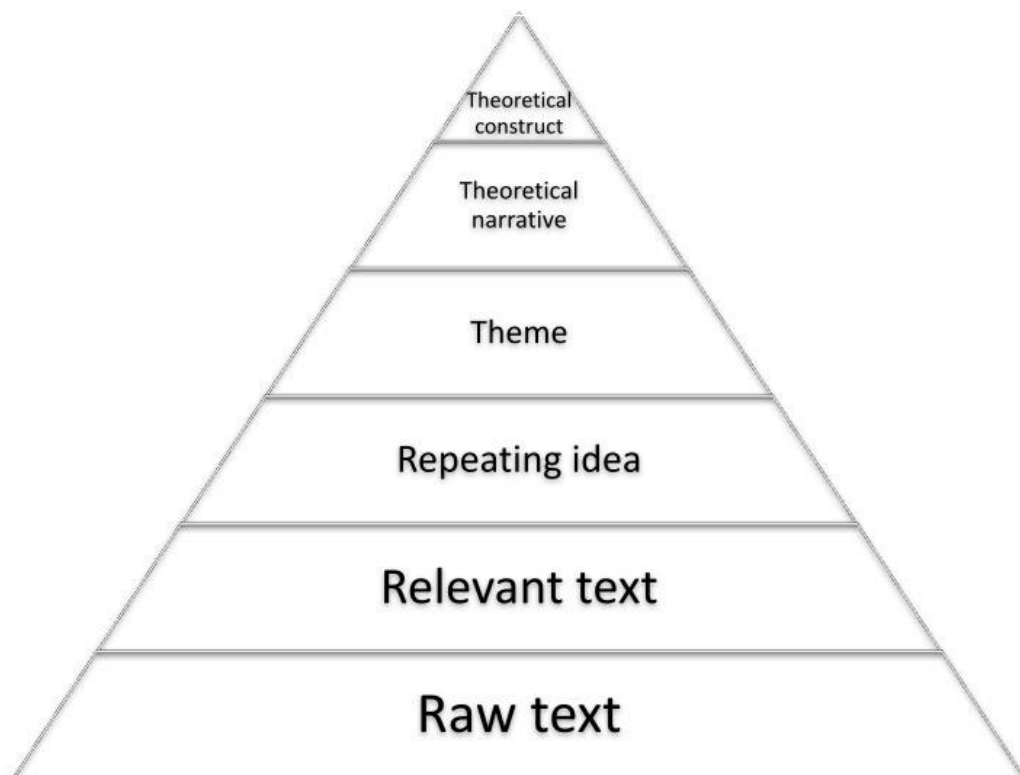 Theoretical
construct
Theoretical
narrative
Theme
Repeating idea
Relevant text
Raw text